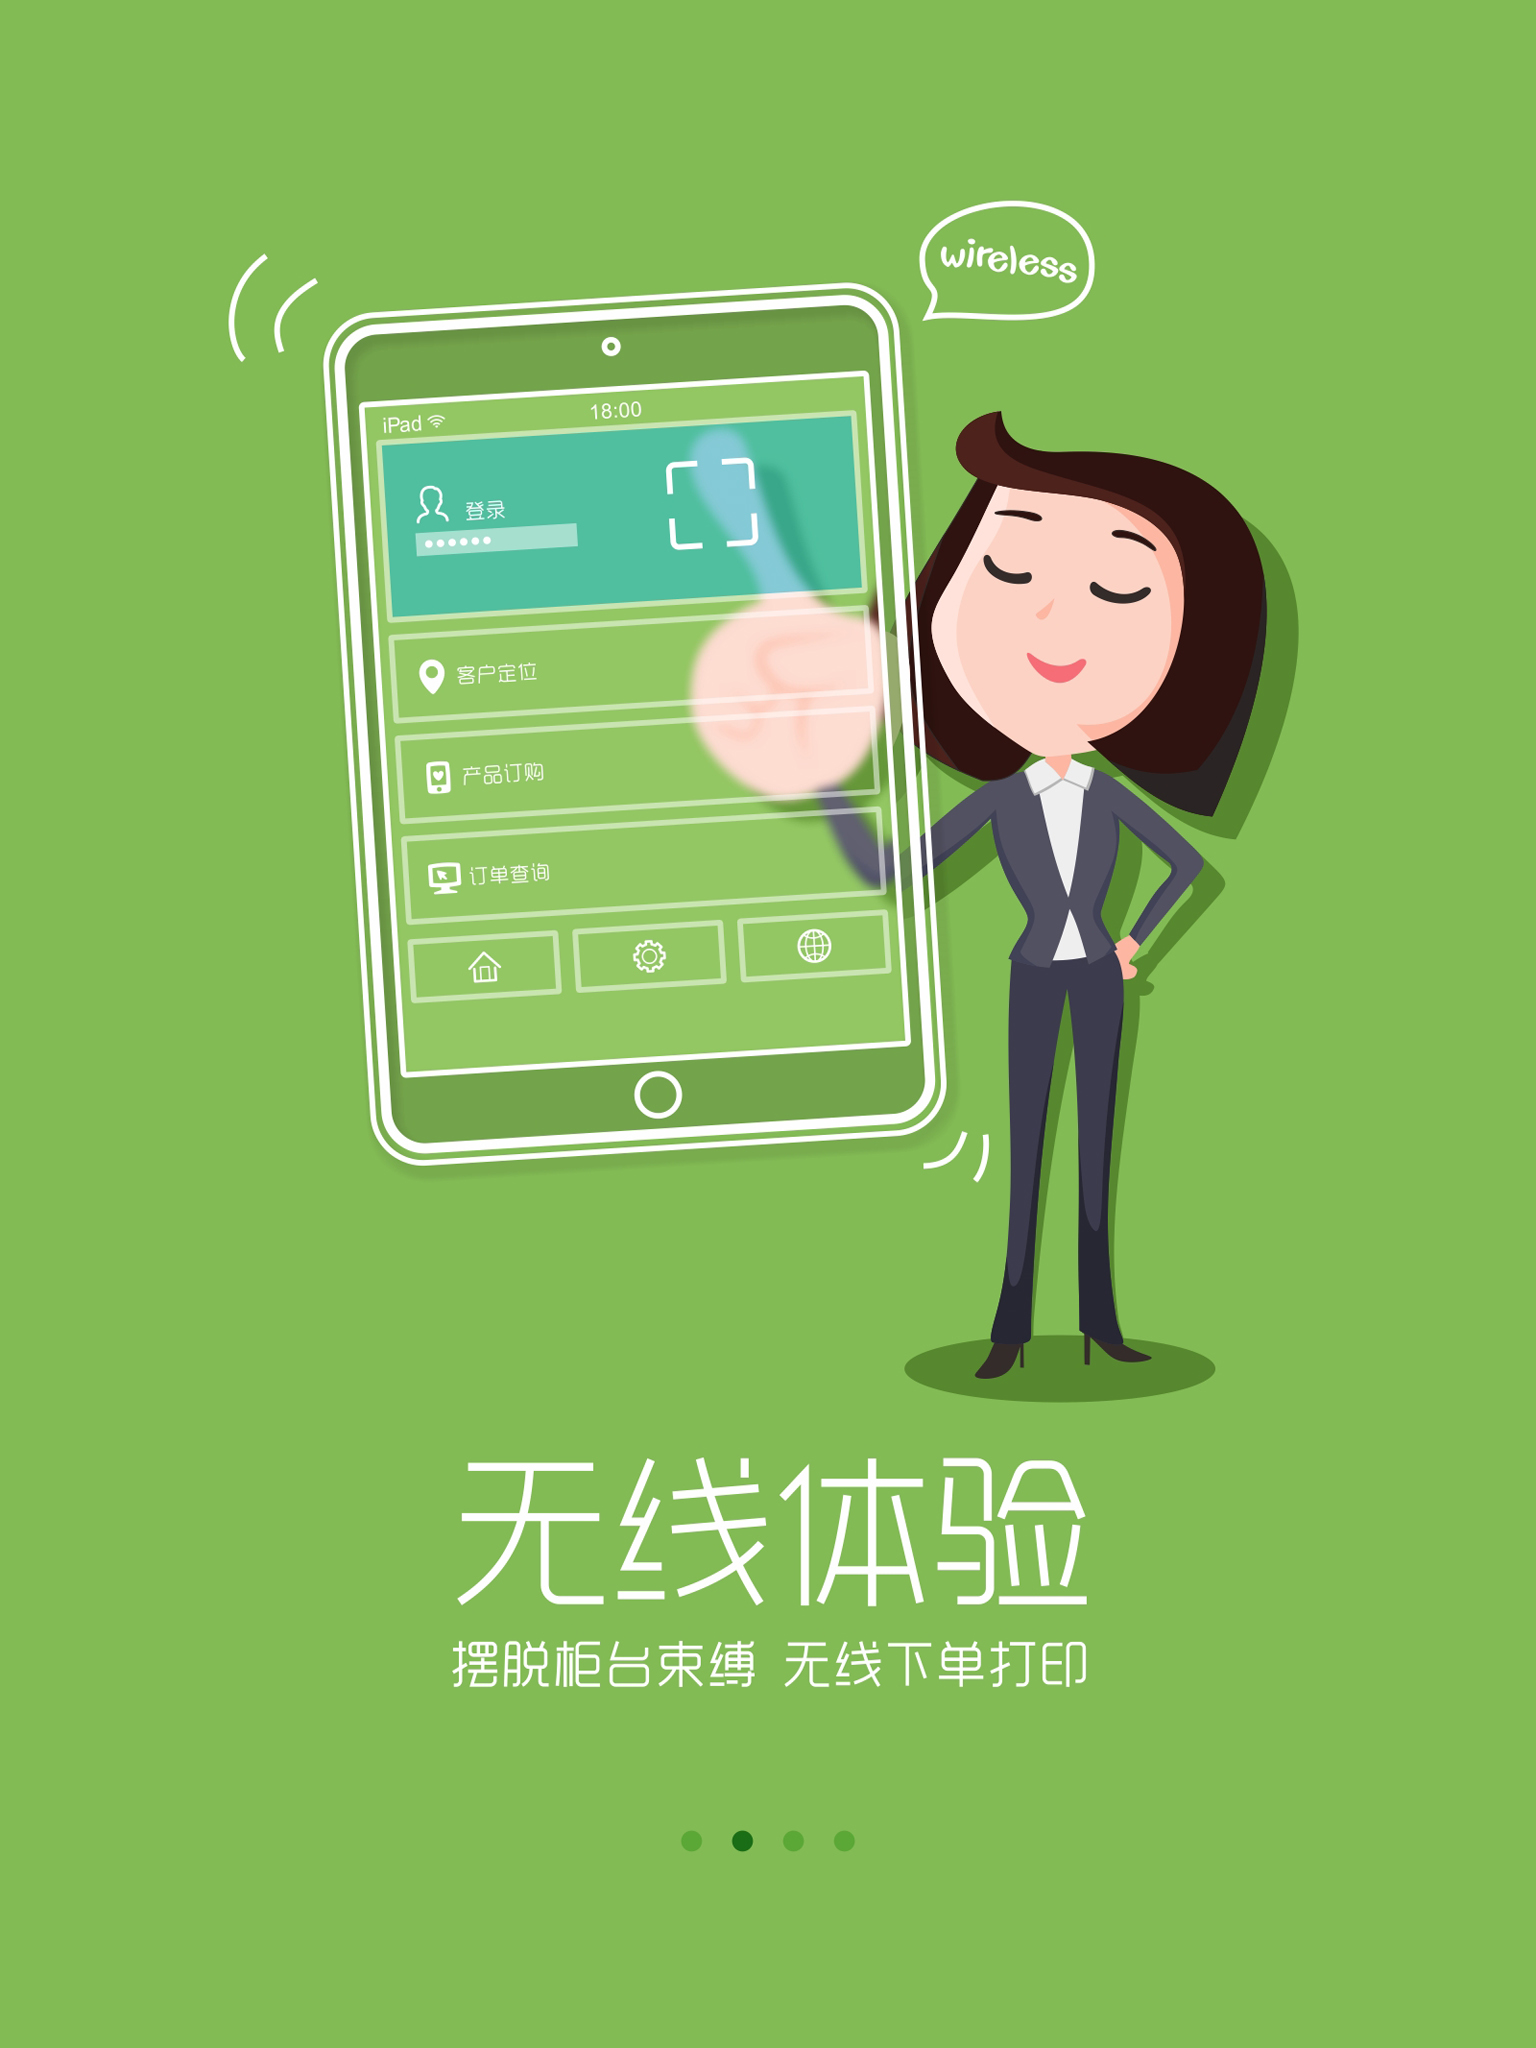 wireless
iPad 18:00
登录
客户定位
产品订购
订单查询
无线体验
摆脱柜台束缚 无线下单打印